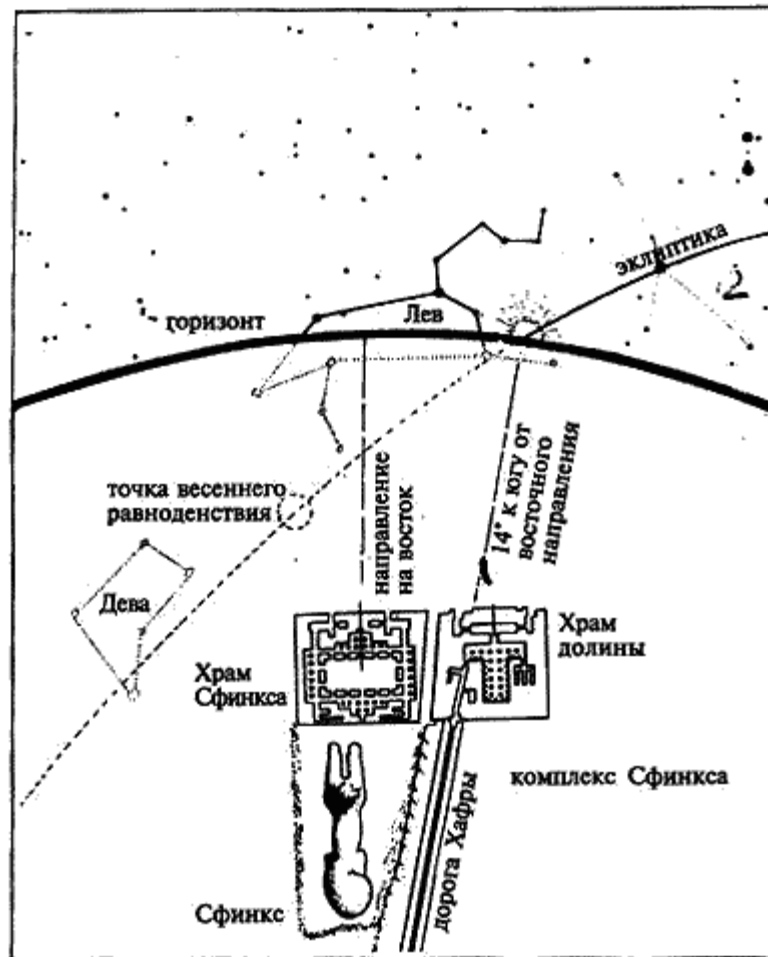 эклиптика
горизонт
Лев
точка весеннего
равноденствия
направление
на восток
14° к югу от
восточного
направления
Дева
Храм
Сфинкса
Храм
долины
дорога Хафры
комплекс Сфинкса
Сфинкс